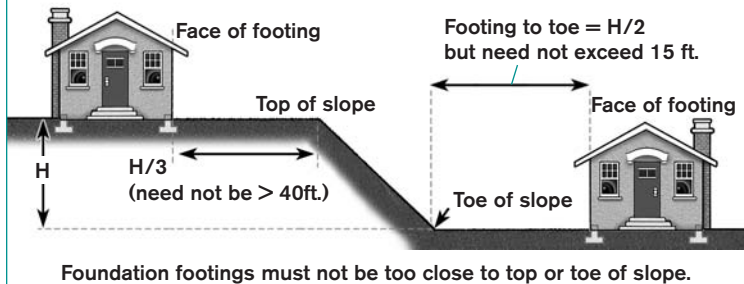 Face of footing
Footing to toe = H/2
but need not exceed 15 ft.
Top of slope
Face of footing
H
H/3
(need not be > 40ft.)
Toe of slope
Foundation footings must not be too close to top or toe of slope.